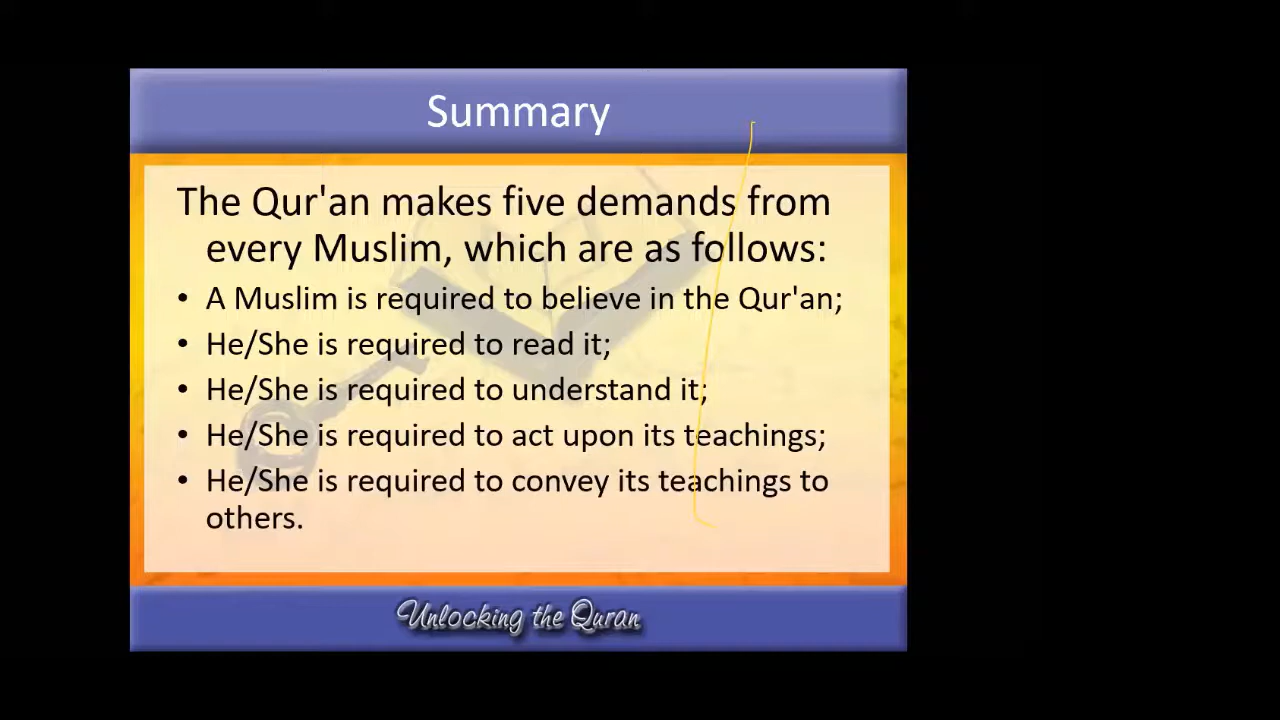 Summary
The Qur'an makes five demands from
every Muslim, which are as follows:
• A Muslim is required to believe in the Qur'an;
• He/She is required to read it;
• He/She is required to understand it;
• He/She is required to act upon its teachings;
• He/She is required to convey its teachings to
others.
Unlocking the Quran